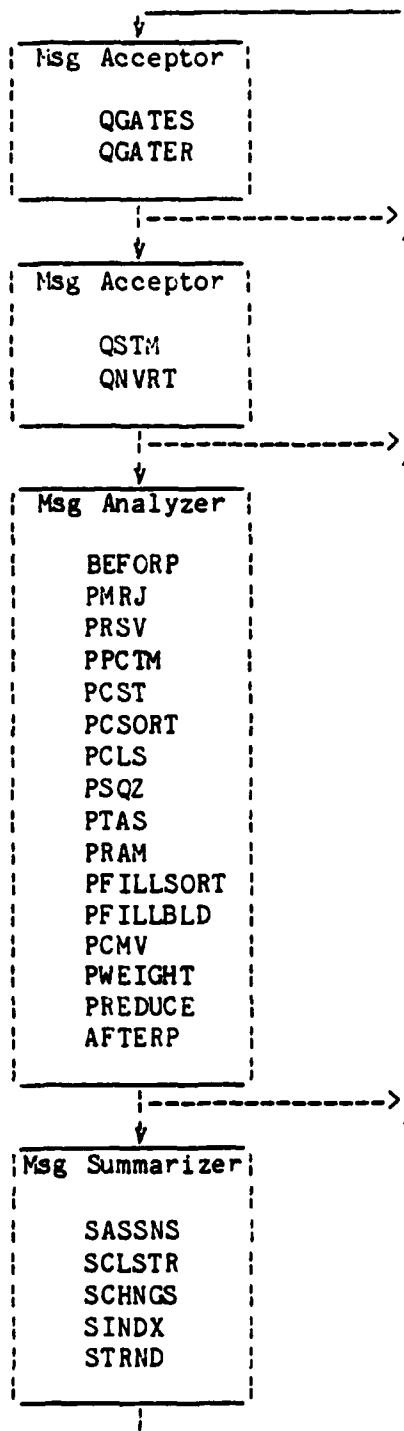 Msg Acceptor
QGATES
QGATER
Msg Acceptor
QSTM
QNVRT
Msg Analyzer
BEFORP
PMRJ
PRSV
PPCTM
PCST
PCSORT
PCLS
PSQZ
PTAS
PRAM
PFILLSORT
PFILLBLD
PCMV
PWEIGHT
PREDUCE
AFTERP
Msg Summarizer
SASSNS
SCLSTR
SCHNGS
SINDX
STRND